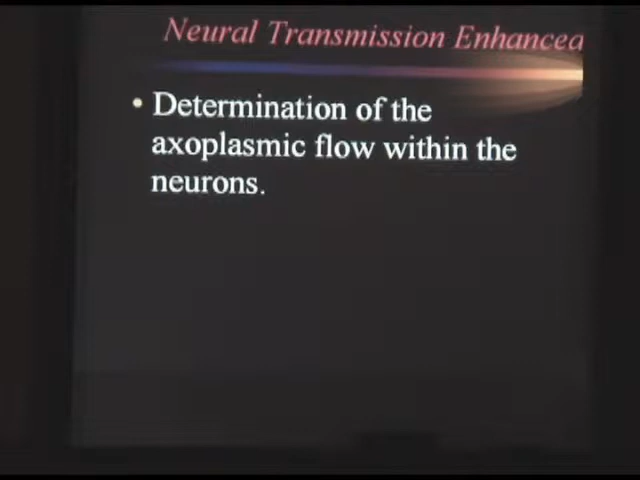 Neural Transmission Enhanced
• Determination of the
axoplasmic flow within the
neurons.